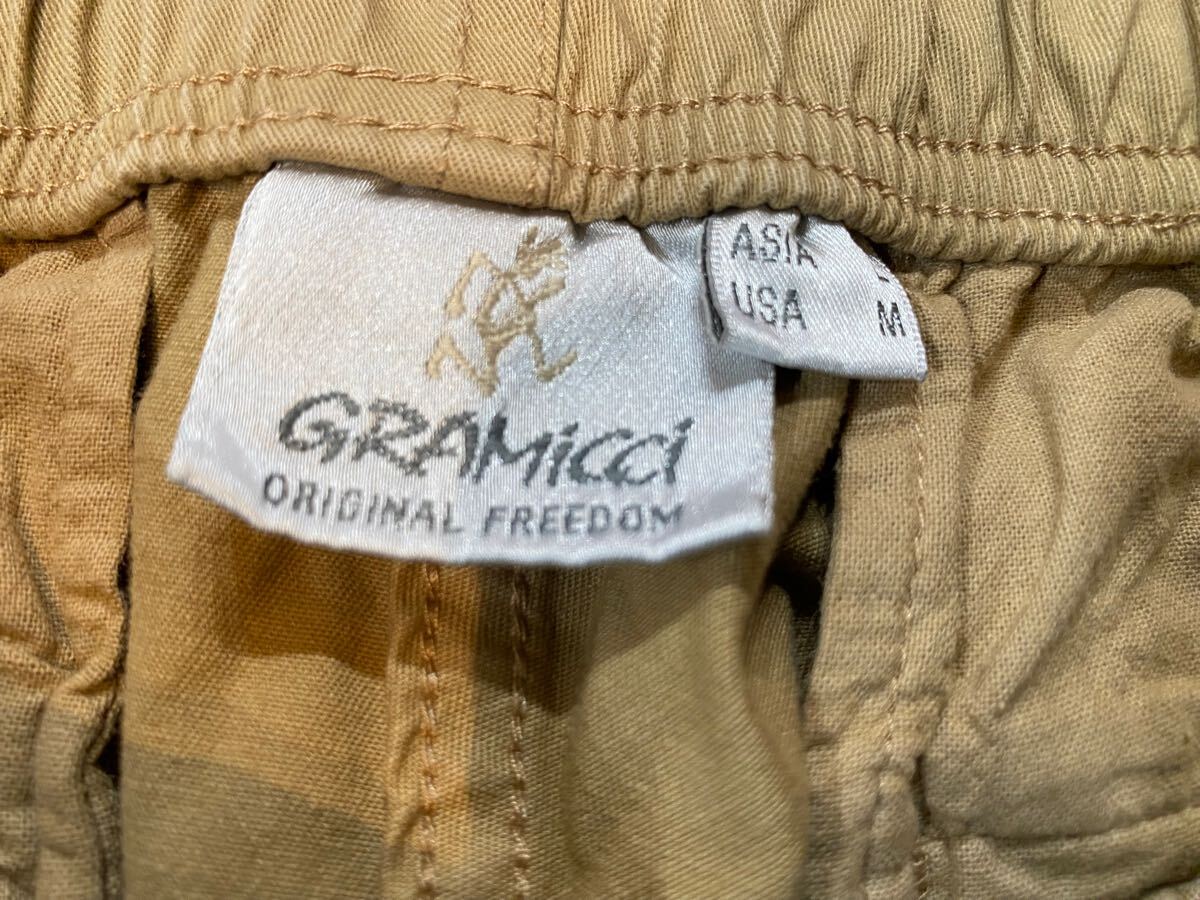 GRAMicci
ORIGINAL FREEDOM
ASIA
USA M